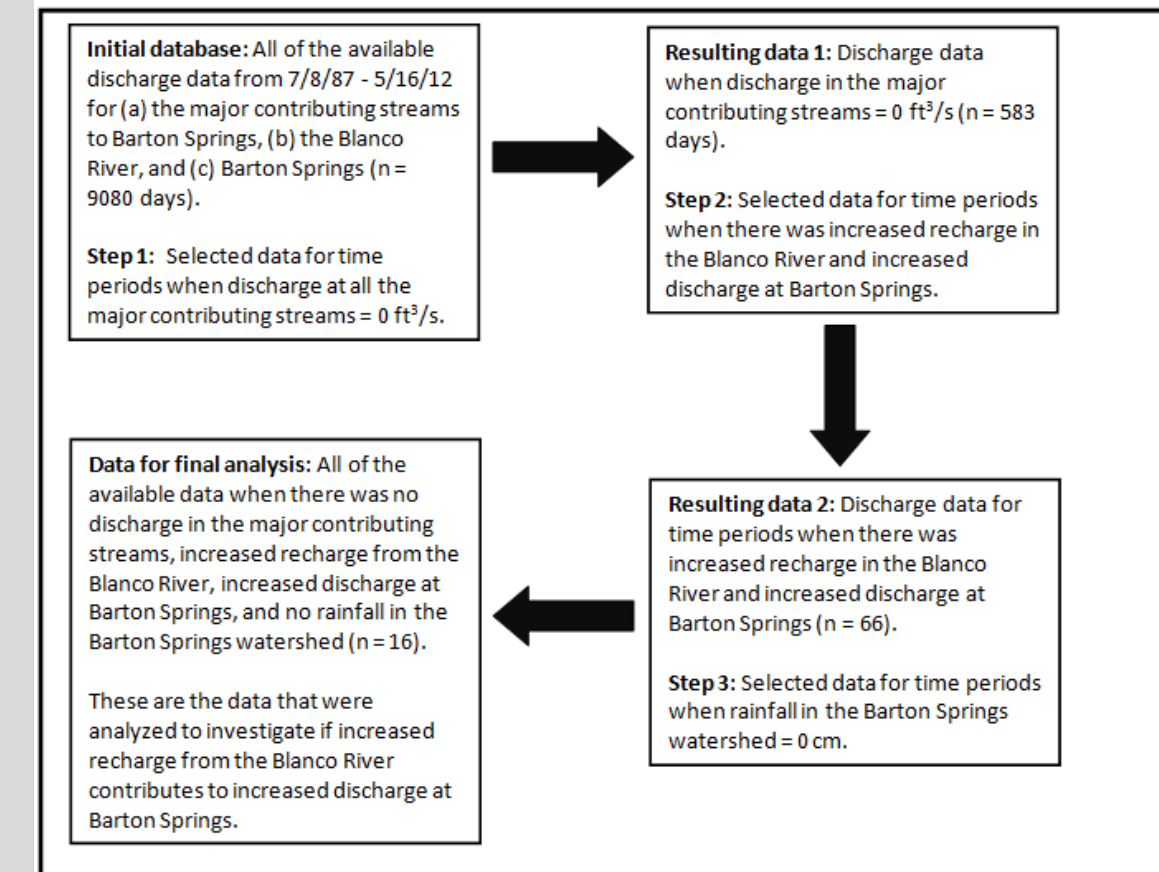 Initial database: All of the available
discharge data from 7/8/87 - 5/16/12
for (a) the major contributing streams
to Barton Springs, (b) the Blanco
River, and (c) Barton Springs (n =
9080 days).
Step 1: Selected data for time
periods when discharge at all the
major contributing streams = 0 ft³/s.
Resulting data 1: Discharge data
when discharge in the major
contributing streams = 0 ft³/s (n = 583
days).
Step 2: Selected data for time periods
when there was increased recharge in
the Blanco River and increased
discharge at Barton Springs.
Resulting data 2: Discharge data for
time periods when there was
increased recharge in the Blanco
River and increased discharge at
Barton Springs (n = 66).
Step 3: Selected data for time periods
when rainfall in the Barton Springs
watershed = 0 cm.
Data for final analysis: All of the
available data when there was no
discharge in the major contributing
streams, increased recharge from the
Blanco River, increased discharge at
Barton Springs, and no rainfall in the
Barton Springs watershed (n = 16).
These are the data that were
analyzed to investigate if increased
recharge from the Blanco River
contributes to increased discharge at
Barton Springs.